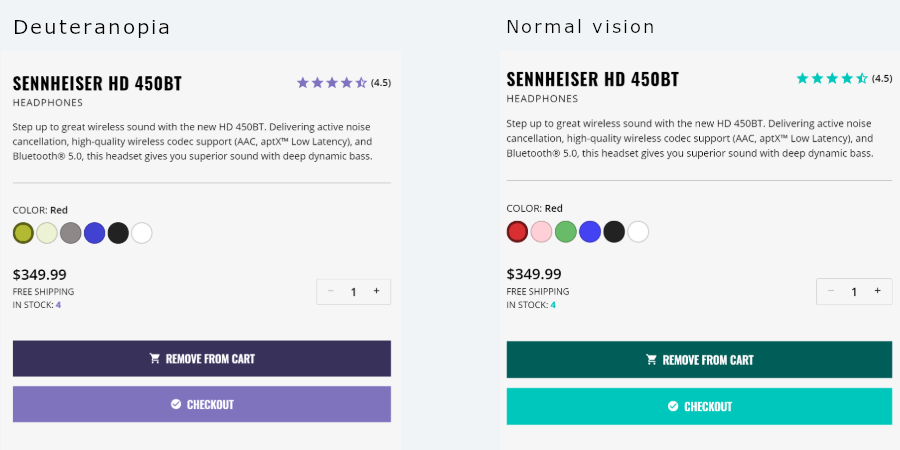 Deuteranopia
SENNHEISER HD 450BT
(4.5)
HEADPHONES
Step up to great wireless sound with the new HD 450BT. Delivering active noise
cancellation, high-quality wireless codec support (AAC, aptX™ Low Latency), and
Bluetooth® 5.0, this headset gives you superior sound with deep dynamic bass.
COLOR: Red
$349.99
FREE SHIPPING
IN STOCK: 4
− 1 +
REMOVE FROM CART
CHECKOUT
Normal vision
SENNHEISER HD 450BT
(4.5)
HEADPHONES
Step up to great wireless sound with the new HD 450BT. Delivering active noise
cancellation, high-quality wireless codec support (AAC, aptX™ Low Latency), and
Bluetooth® 5.0, this headset gives you superior sound with deep dynamic bass.
COLOR: Red
$349.99
FREE SHIPPING
IN STOCK: 4
− 1 +
REMOVE FROM CART
CHECKOUT